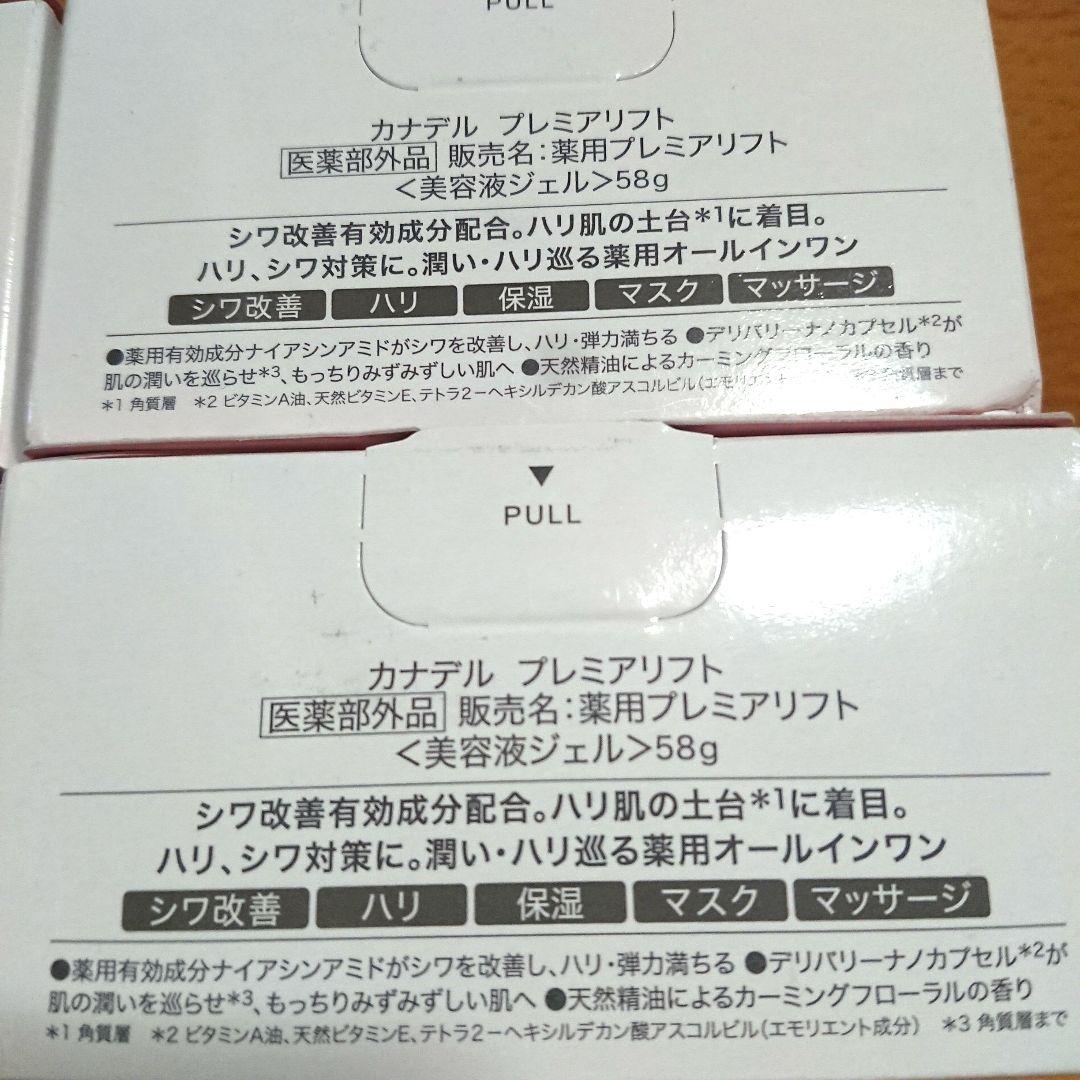 PULL
カナデル プレミアリフト
医薬部外品 販売名：薬用プレミアリフト
＜美容液ジェル＞58g
シワ改善有効成分配合。ハリ肌の土台*1に着目。
ハリ、シワ対策に。潤い・ハリ巡る薬用オールインワン
シワ改善 ハリ 保湿 マスク マッサージ
●薬用有効成分ナイアシンアミドがシワを改善し、ハリ・弾力満ちる ●デリバリーナノカプセル*2が
肌の潤いを巡らせ*3、もっちりみずみずしい肌へ ●天然精油によるカーミングフローラルの香り
*1 角質層 *2 ビタミンA油、天然ビタミンE、テトラ2-ヘキシルデカン酸アスコルビル（エモリエント *3 角質層まで
▼
PULL
カナデル プレミアリフト
医薬部外品 販売名：薬用プレミアリフト
＜美容液ジェル＞58g
シワ改善有効成分配合。ハリ肌の土台*1に着目。
ハリ、シワ対策に。潤い・ハリ巡る薬用オールインワン
シワ改善 ハリ 保湿 マスク マッサージ
●薬用有効成分ナイアシンアミドがシワを改善し、ハリ・弾力満ちる ●デリバリーナノカプセル*2が
肌の潤いを巡らせ*3、もっちりみずみずしい肌へ ●天然精油によるカーミングフローラルの香り
*1 角質層 *2 ビタミンA油、天然ビタミンE、テトラ2-ヘキシルデカン酸アスコルビル（エモリエント成分） *3 角質層まで